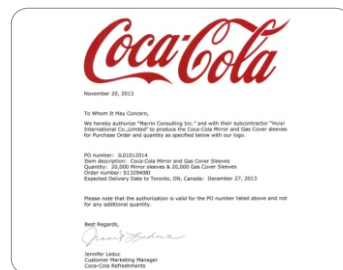 Coca-Cola
November 20, 2013
To Whom It May Concern,
We hereby authorize "Marrin Consulting Inc." and with their subcontractor "Huiyi
International Co.,Limited" to produce the Coca-Cola Mirror and Gas Cover sleeves
for Purchase Order and quantity as specified below with our logo.
PO number: JL01012014
Item description: Coca-Cola Mirror and Gas Cover Sleeves
Quantity: 20,000 Mirror sleeves & 20,000 Gas Cover sleeves
Order number: S1329408I
Expected Delivery Date to Toronto, ON, Canada: December 27, 2013
Please note that the authorization is valid for the PO number listed above and not
for any additional quantity.
Best Regards,
Jennifer Leduc
Customer Marketing Manager
Coca-Cola Refreshments